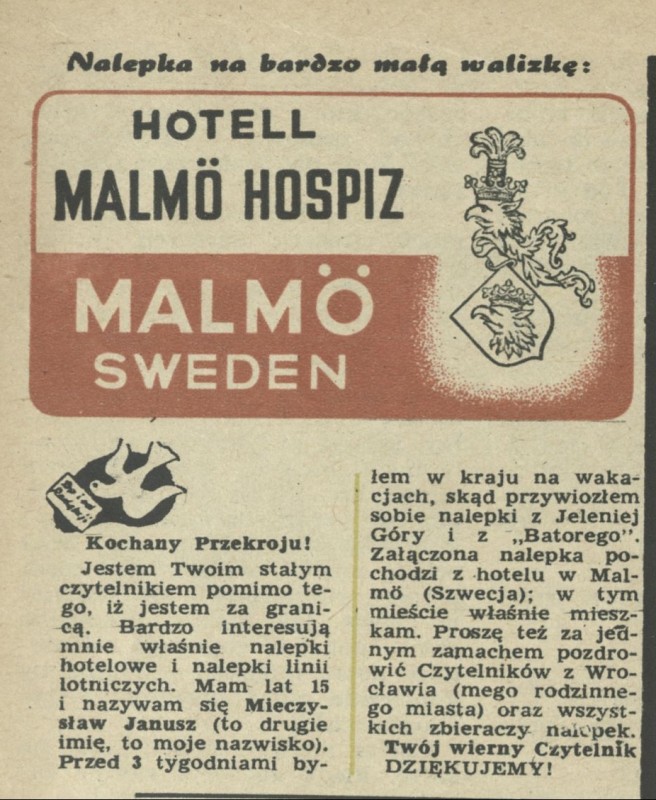 Nalepka na bardzo małą walizkę:
HOTELL
MALMÖ HOSPIZ
MALMÖ
SWEDEN
Kochany Przekroju!
Jestem Twoim stałym
czytelnikiem pomimo te-
go, iż jestem za grani-
cą. Bardzo interesują
mnie właśnie nalepki
hotelowe i nalepki linii
lotniczych. Mam lat 15
i nazywam się Mieczy-
sław Janusz (to drugie
imię, to moje nazwisko).
Przed 3 tygodniami by-
łem w kraju na waka-
cjach, skąd przywiozłem
sobie nalepki z Jeleniej
Góry i z „Batorego”.
Załączona nalepka po-
chodzi z hotelu w Mal-
mö (Szwecja); w tym
mieście właśnie miesz-
kam. Proszę też za jed-
nym zamachem pozdro-
wić Czytelników z Wro-
cławia (mego rodzinne-
go miasta) oraz wszyst-
kich zbieraczy nalepek.
Twój wierny Czytelnik
DZIĘKUJEMY!